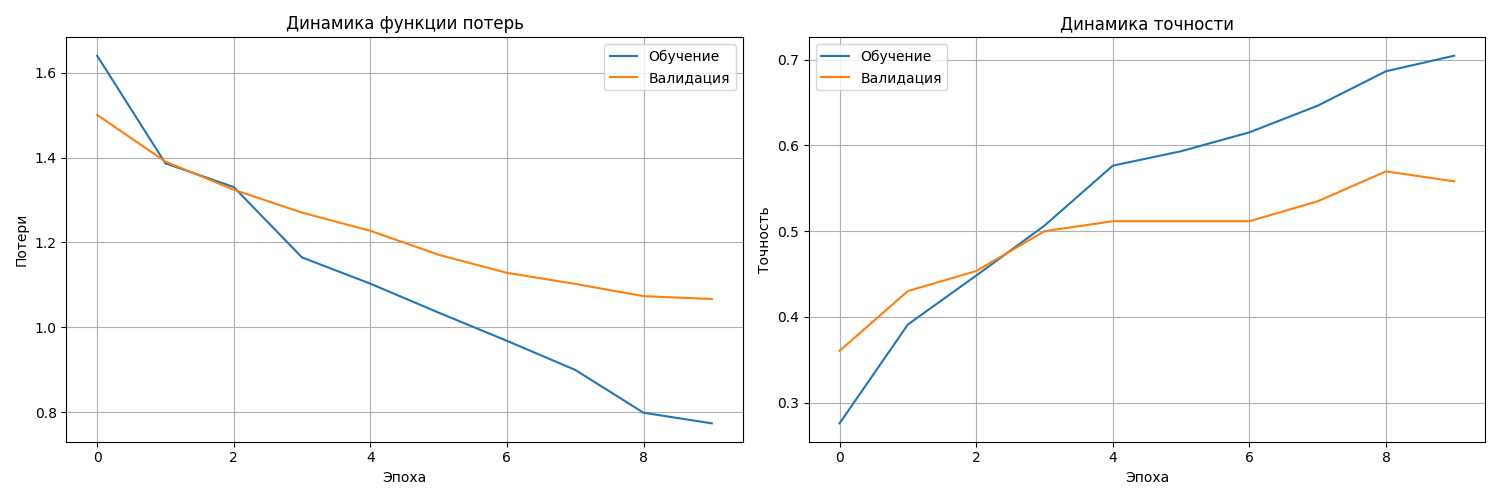 Динамика функции потерь
Обучение
Валидация
Потери
1.6
1.4
1.2
1.0
0.8
0
2
4
6
8
Эпоха
Динамика точности
Обучение
Валидация
Точность
0.7
0.6
0.5
0.4
0.3
0
2
4
6
8
Эпоха